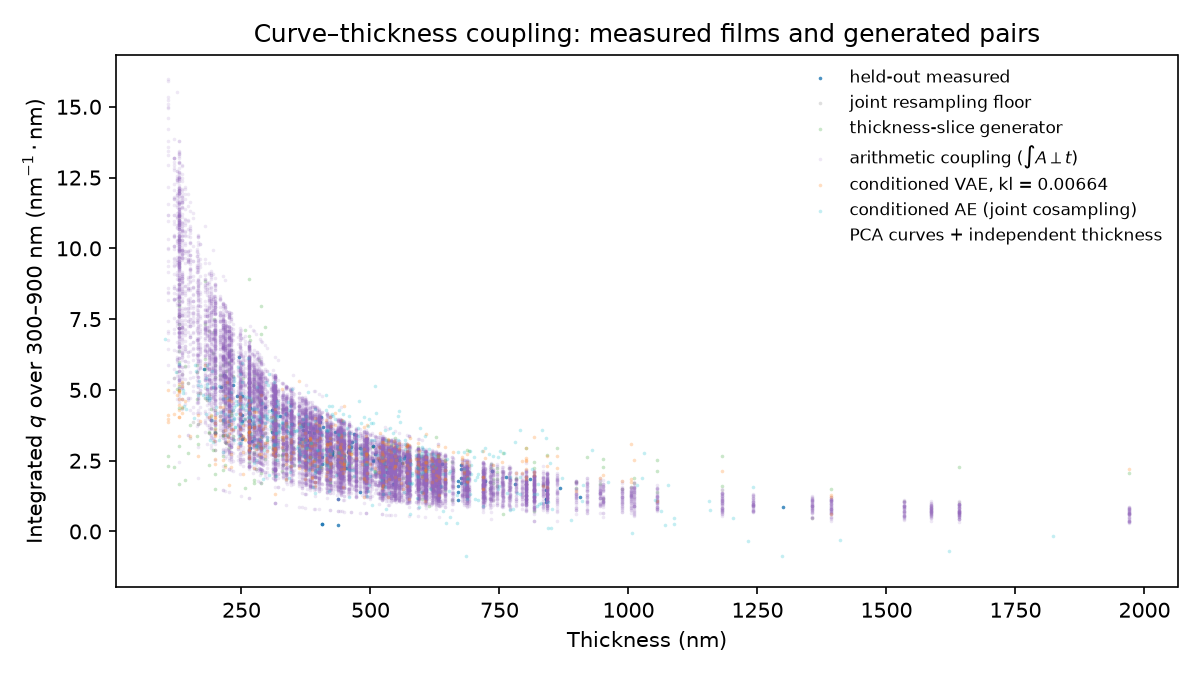 Curve–thickness coupling: measured films and generated pairs
held-out measured
joint resampling floor
thickness-slice generator
arithmetic coupling (∫A ⊥ t)
conditioned VAE, kl = 0.00664
conditioned AE (joint cosampling)
PCA curves + independent thickness
15.0
12.5
10.0
7.5
5.0
2.5
0.0
Integrated q over 300–900 nm (nm⁻¹ · nm)
250 500 750 1000 1250 1500 1750 2000
Thickness (nm)